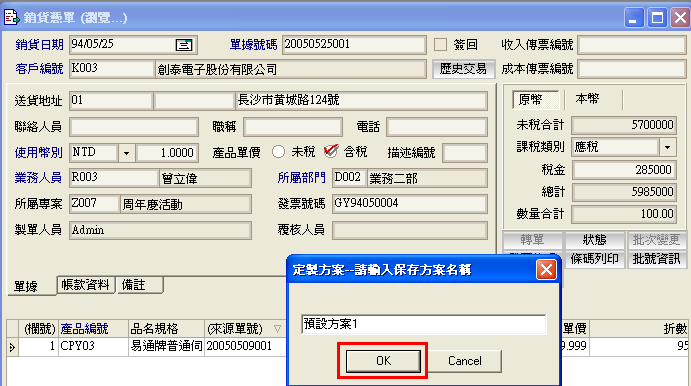 銷貨憑單 (瀏覽...)
銷貨日期 94/05/25 單據號碼 20050525001 簽回 收入傳票編號
客戶編號 K003 創泰電子股份有限公司 歷史交易 成本傳票編號
送貨地址 01 長沙市黃城路124號 原幣 本幣
聯絡人員 職稱 電話 未稅合計 5700000
使用幣別 NTD 1.0000 產品單價 未稅 含稅 描述編號 課稅類別 應稅
稅金 285000
業務人員 R003 曾立偉 所屬部門 D002 業務二部 總計 5985000
所屬專案 Z007 周年慶活動 發票號碼 GY94050004 數量合計 100.00
製單人員 Admin 覆核人員
轉單 狀態 批次變更
條碼列印 批號資訊
單據 帳款資料 備註
定製方案--請輸入保存方案名稱
預設方案1
OK Cancel
(欄號) 產品編號 品名規格 (來源單號) 單價 折數
1 CPY03 易通牌普通伺 20050509001 9.999 95